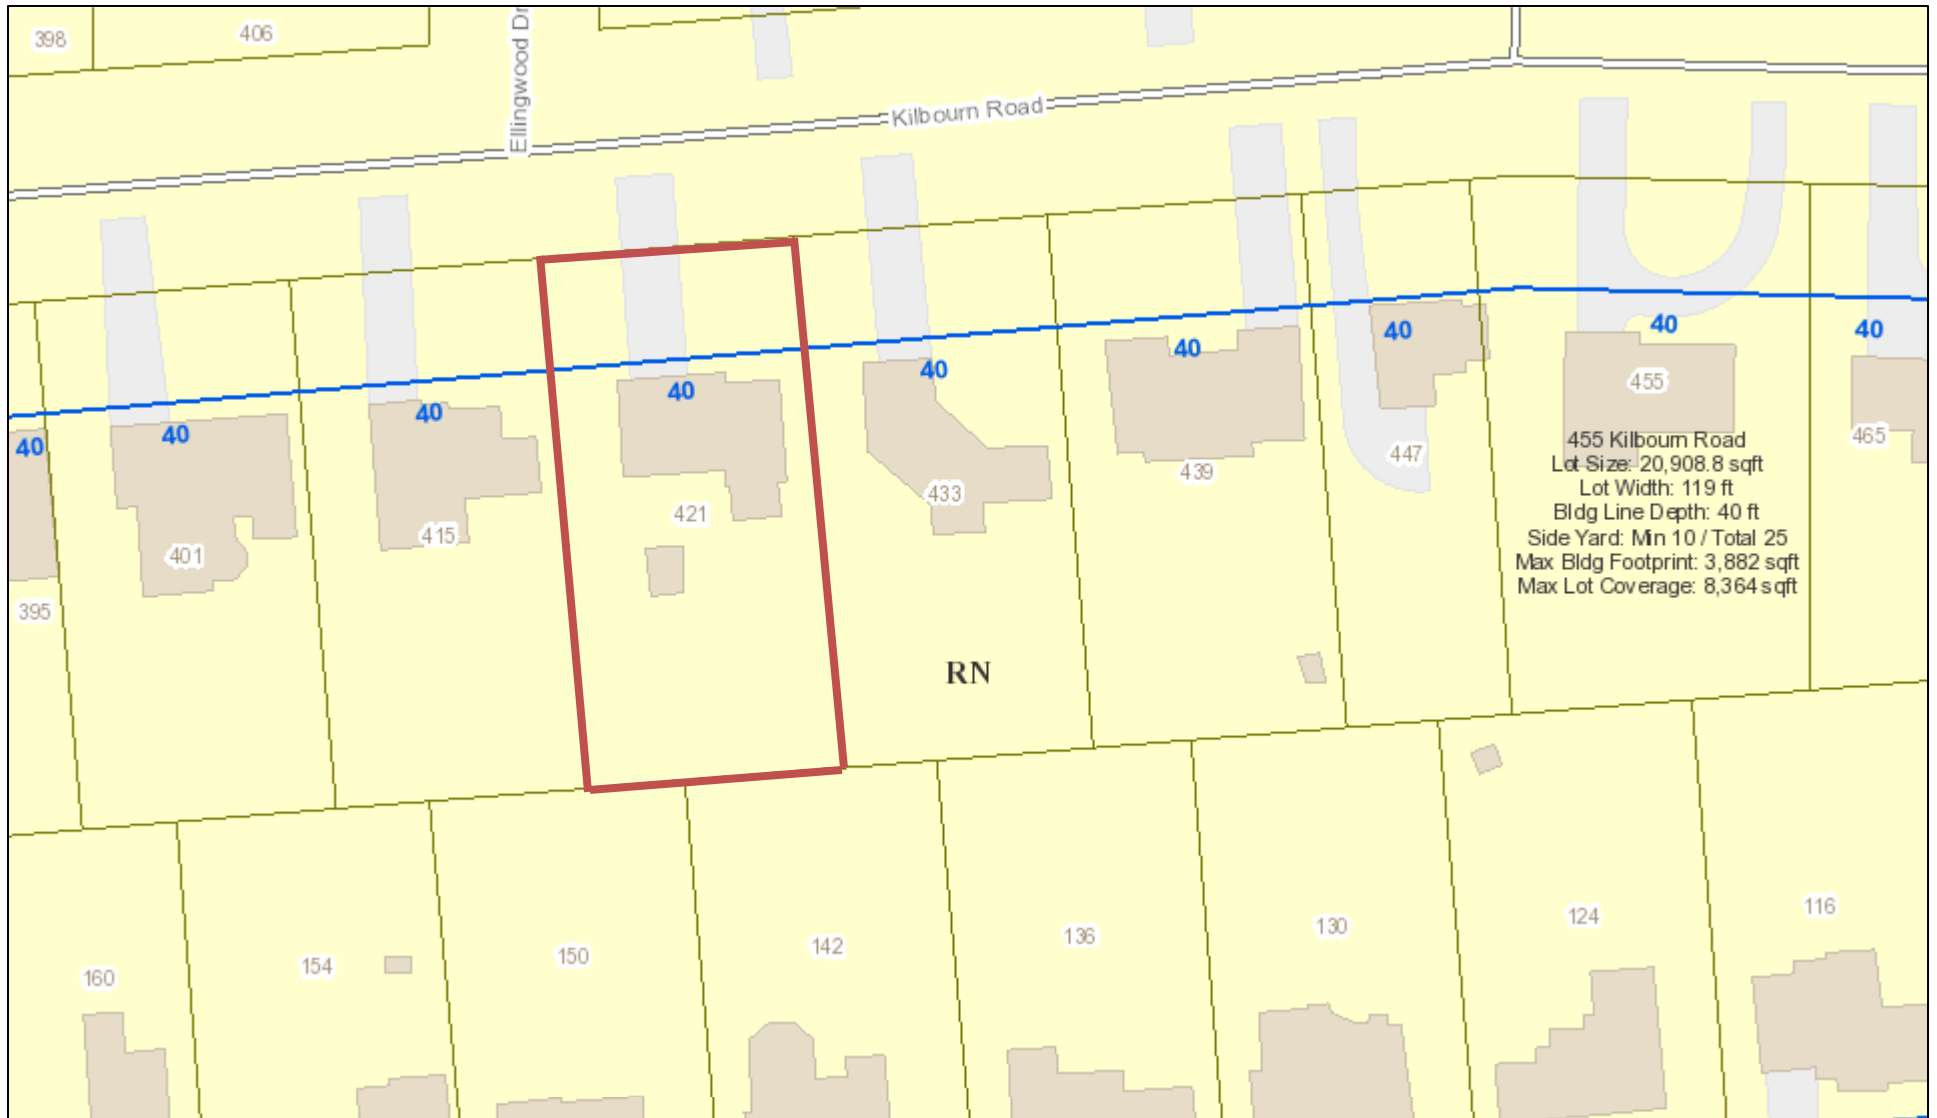 398
406
Ellingwood Dr
Kilbourn Road
40
40
40
40
40
40
40
40
40
455
465
455 Kilbourn Road
Lot Size: 20,908.8 sqft
Lot Width: 119 ft
Bldg Line Depth: 40 ft
Side Yard: Min 10 / Total 25
Max Bldg Footprint: 3,882 sqft
Max Lot Coverage: 8,364 sqft
447
439
433
421
415
401
395
RN
116
124
130
136
142
150
154
160